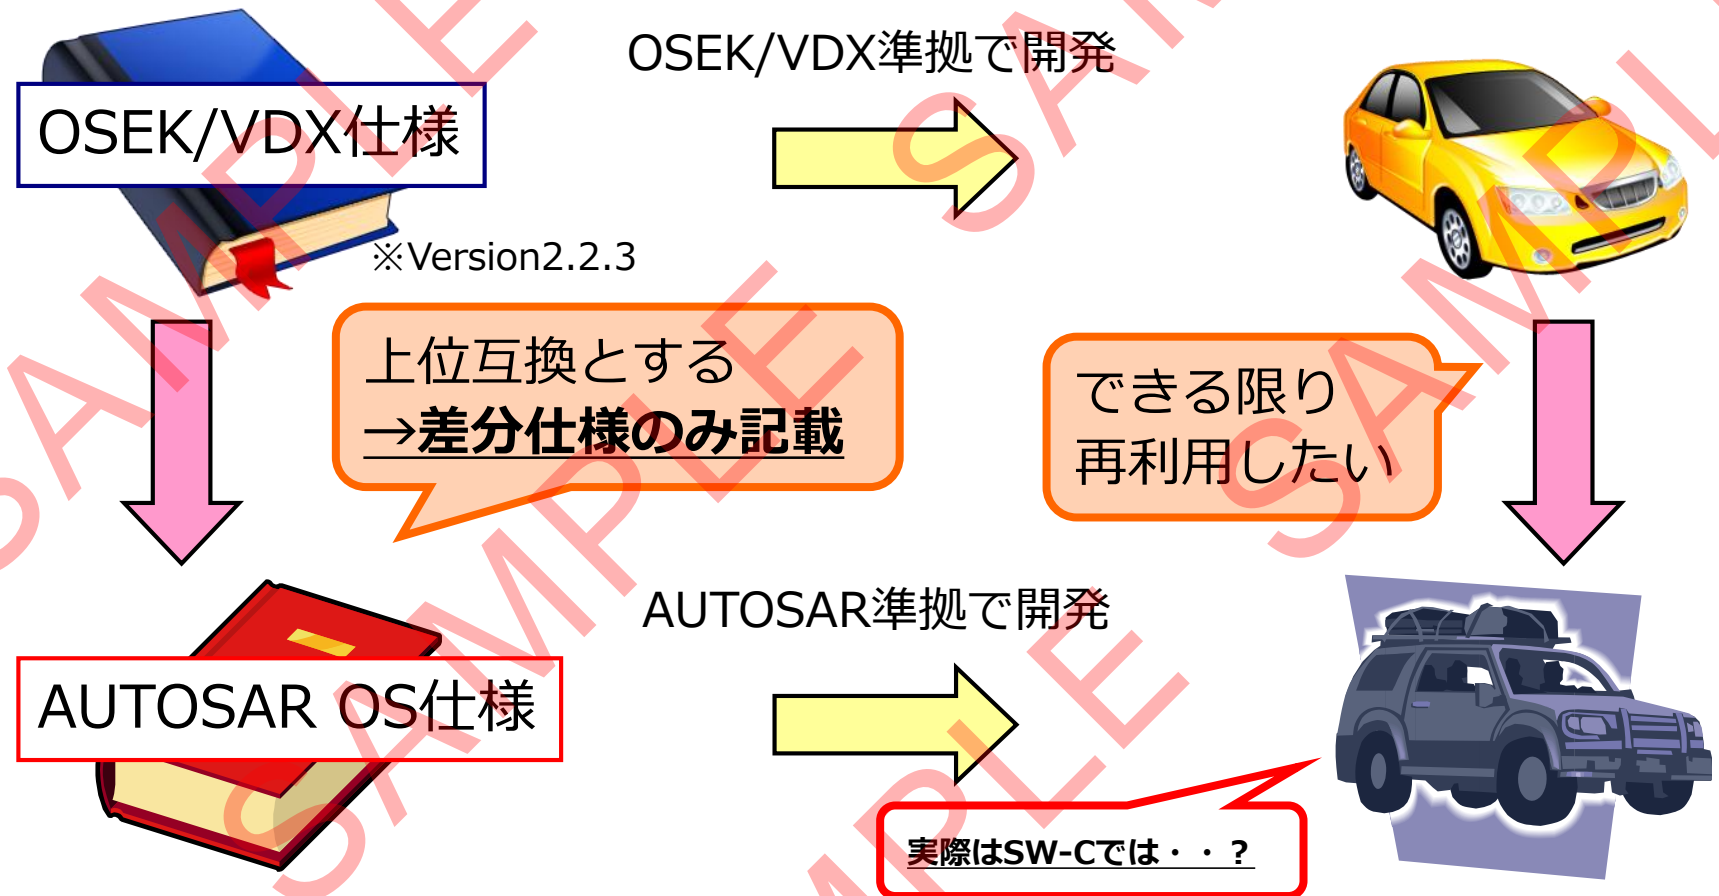 OSEK/VDX準拠で開発
OSEK/VDX仕様
※Version2.2.3
上位互換とする
→差分仕様のみ記載
できる限り
再利用したい
AUTOSAR準拠で開発
AUTOSAR OS仕様
実際はSW-Cでは・・?
SAMPLE
SAMPLE
SAMPLE
SAMPLE
SAMPLE